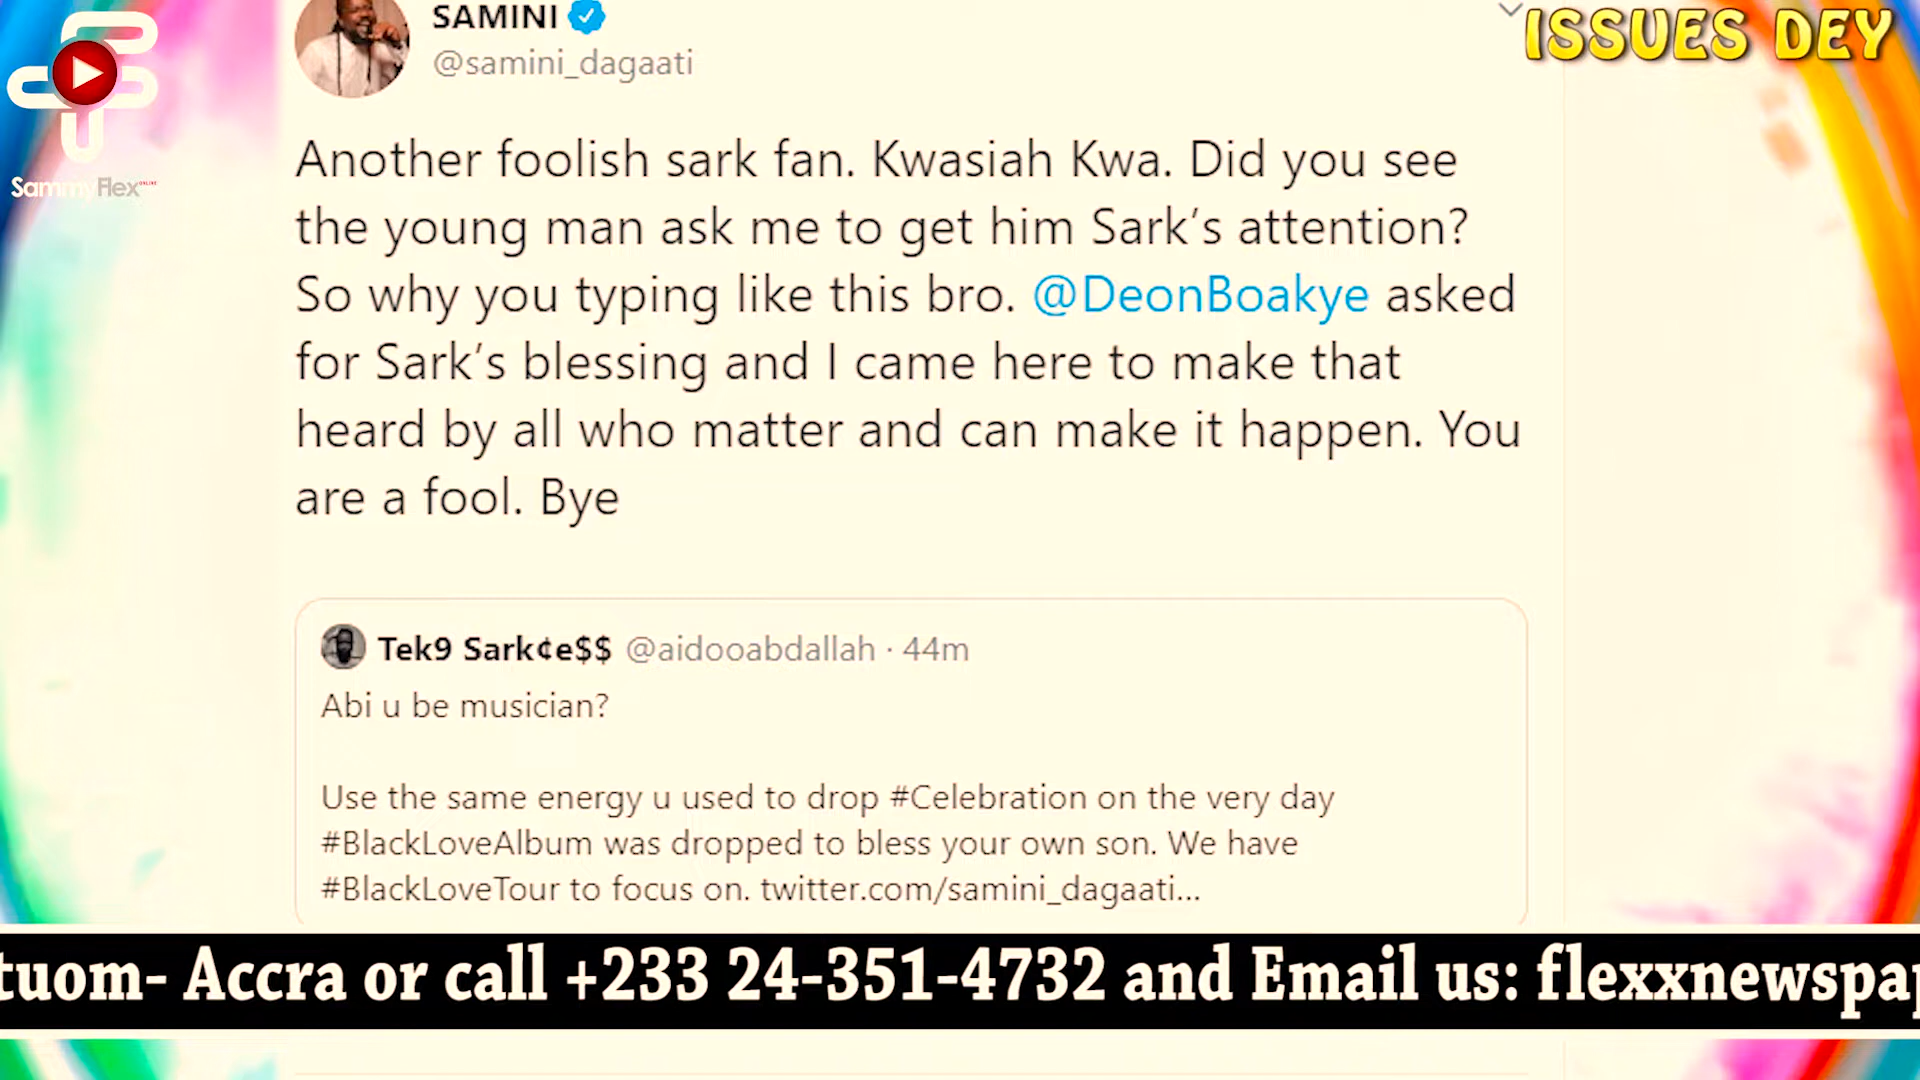 SAMINI
@samini_dagaati
ISSUES DEY
SammyFlex ONLINE
Another foolish sark fan. Kwasiah Kwa. Did you see
the young man ask me to get him Sark’s attention?
So why you typing like this bro. @DeonBoakye asked
for Sark’s blessing and I came here to make that
heard by all who matter and can make it happen. You
are a fool. Bye
Tek9 Sark¢e$$ @aidooabdallah · 44m
Abi u be musician?
Use the same energy u used to drop #Celebration on the very day
#BlackLoveAlbum was dropped to bless your own son. We have
#BlackLoveTour to focus on. twitter.com/samini_dagaati...
tuom- Accra or call +233 24-351-4732 and Email us: flexxnewspap